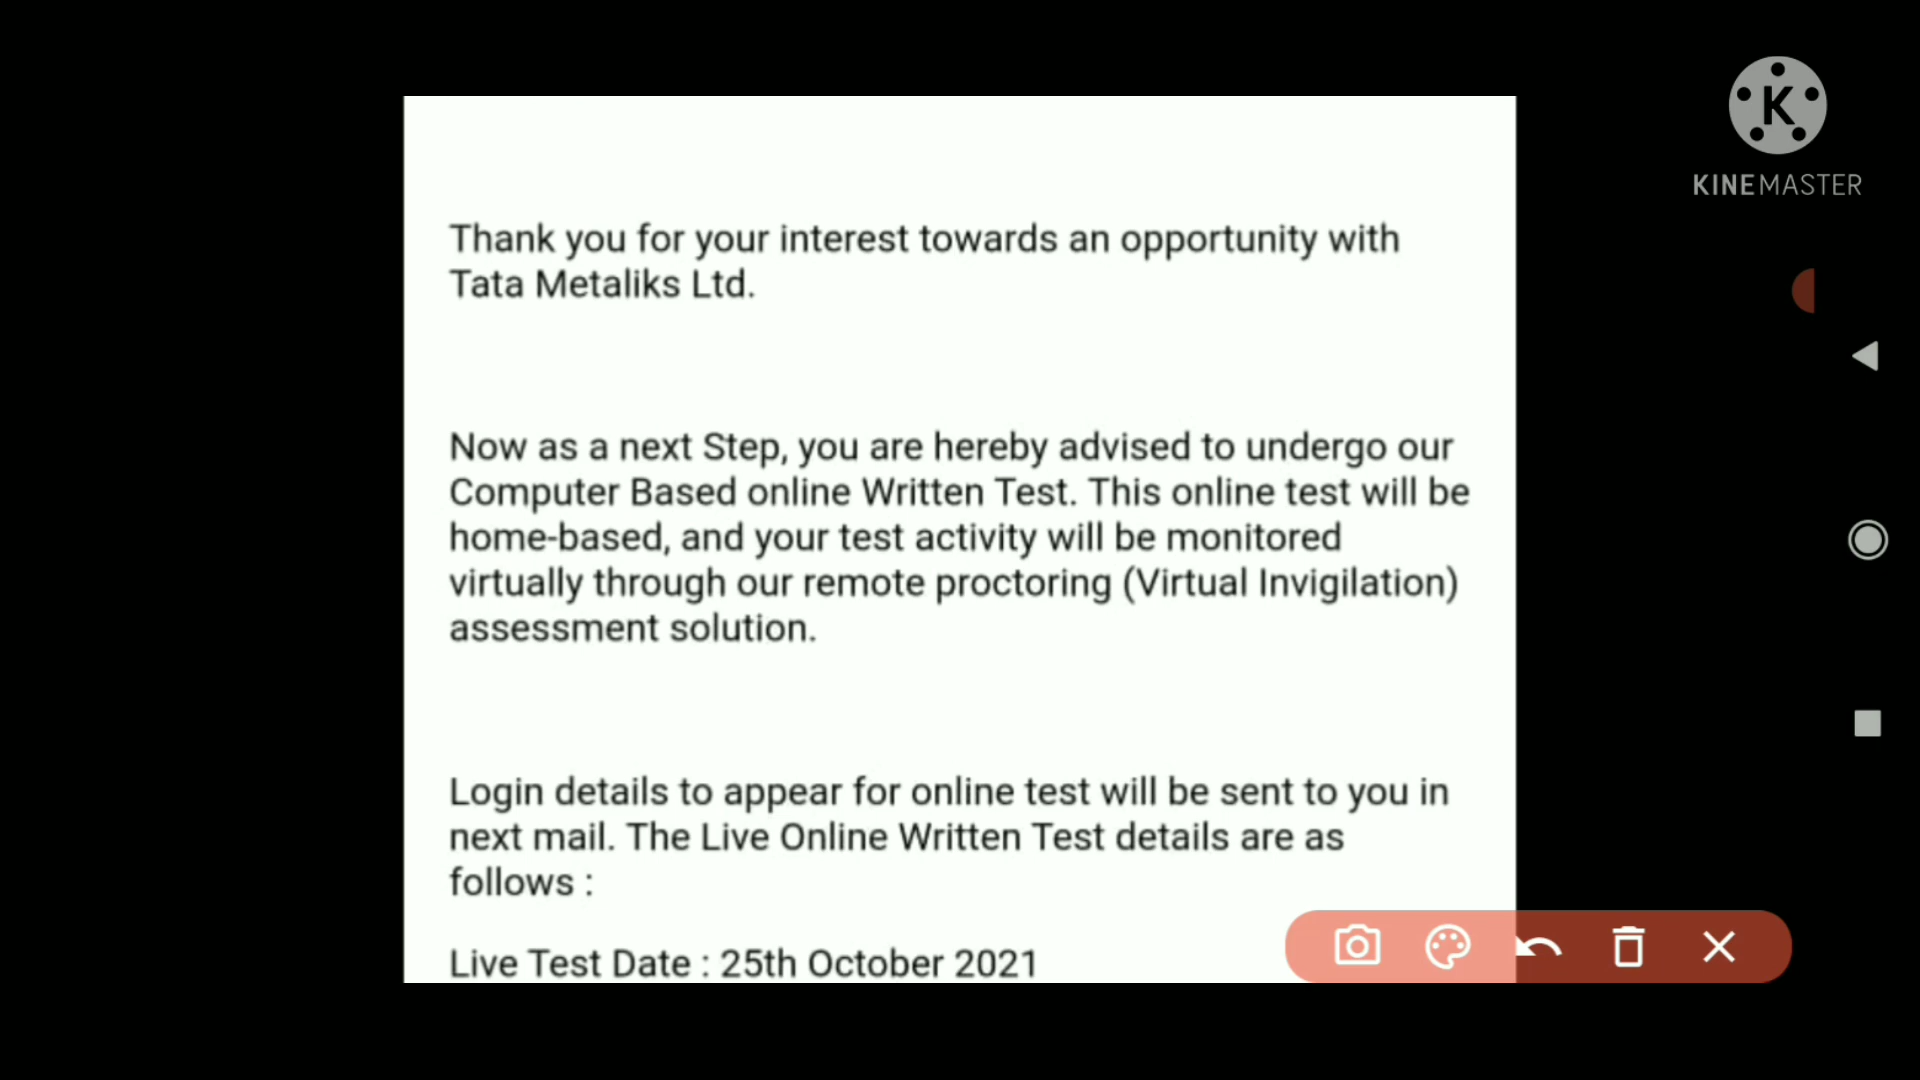 K
KINEMASTER
Thank you for your interest towards an opportunity with
Tata Metaliks Ltd.
Now as a next Step, you are hereby advised to undergo our
Computer Based online Written Test. This online test will be
home-based, and your test activity will be monitored
virtually through our remote proctoring (Virtual Invigilation)
assessment solution.
Login details to appear for online test will be sent to you in
next mail. The Live Online Written Test details are as
follows :
Live Test Date : 25th October 2021